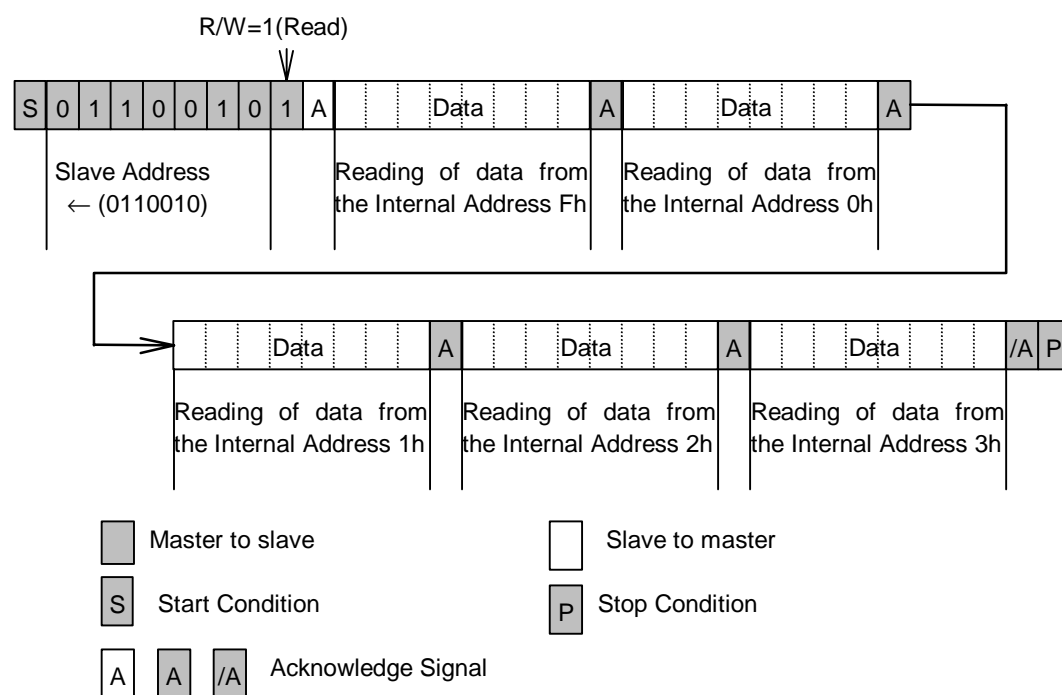 R/W=1(Read)
S 0 1 1 0 0 1 0 1 A Data A Data A
Slave Address
← (0110010)
Reading of data from
the Internal Address Fh
Reading of data from
the Internal Address 0h
Data A Data A Data /A P
Reading of data from
the Internal Address 1h
Reading of data from
the Internal Address 2h
Reading of data from
the Internal Address 3h
Master to slave
Slave to master
S Start Condition
P Stop Condition
A A /A Acknowledge Signal